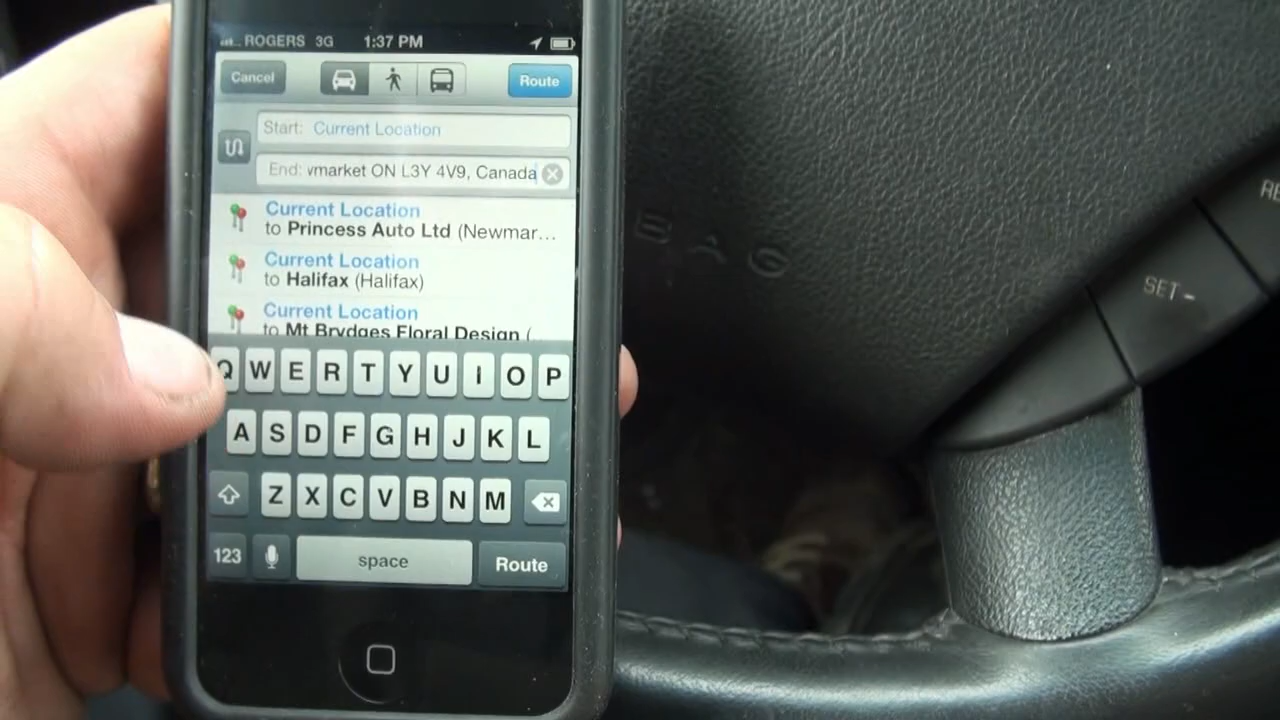 ROGERS 3G 1:37 PM
Cancel
Route
Start: Current Location
End: vmarket ON L3Y 4V9, Canada
Current Location
to Princess Auto Ltd (Newmar...
Current Location
to Halifax (Halifax)
Current Location
to Mt Brydges Floral Design (
Q W E R T Y U I O P
A S D F G H J K L
Z X C V B N M
123 space Route
BAG
SET-
RE